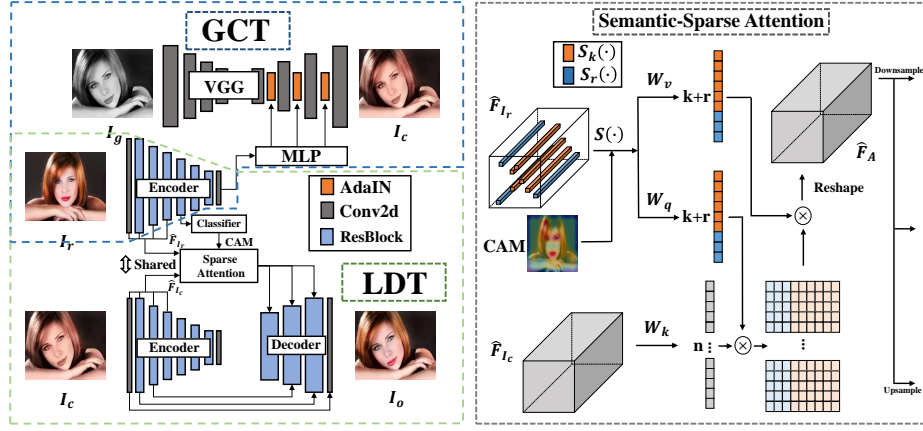 GCT
VGG
I_g
I_c
MLP
Encoder
I_r
AdaIN
Conv2d
ResBlock
Classifier
CAM
F̂_{I_r}
Sparse
Attention
Shared
F̂_{I_c}
LDT
Encoder
Decoder
I_c
I_o
Semantic-Sparse Attention
S_k(·)
S_r(·)
F̂_{I_r}
S(·)
CAM
W_v
k+r
W_q
k+r
Downsample
F̂_A
Reshape
F̂_{I_c}
W_k
n
⋮
⋮
Upsample